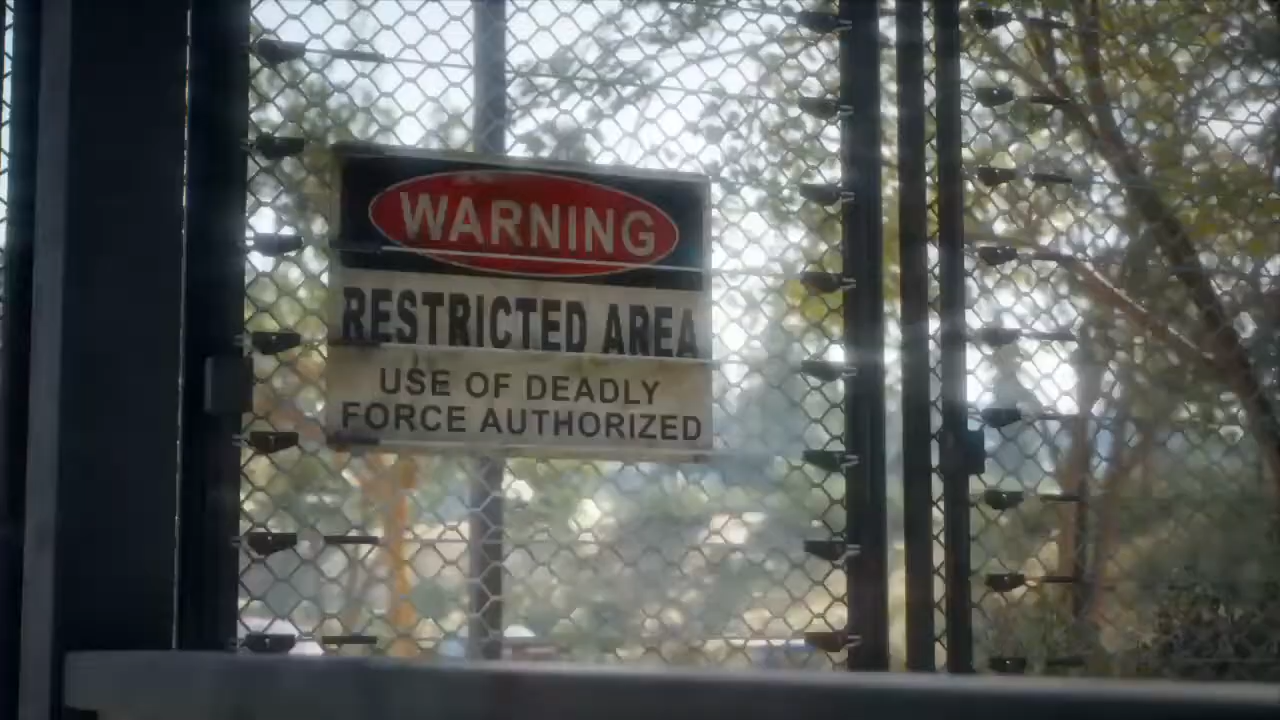 WARNING
RESTRICTED AREA
USE OF DEADLY
FORCE AUTHORIZED